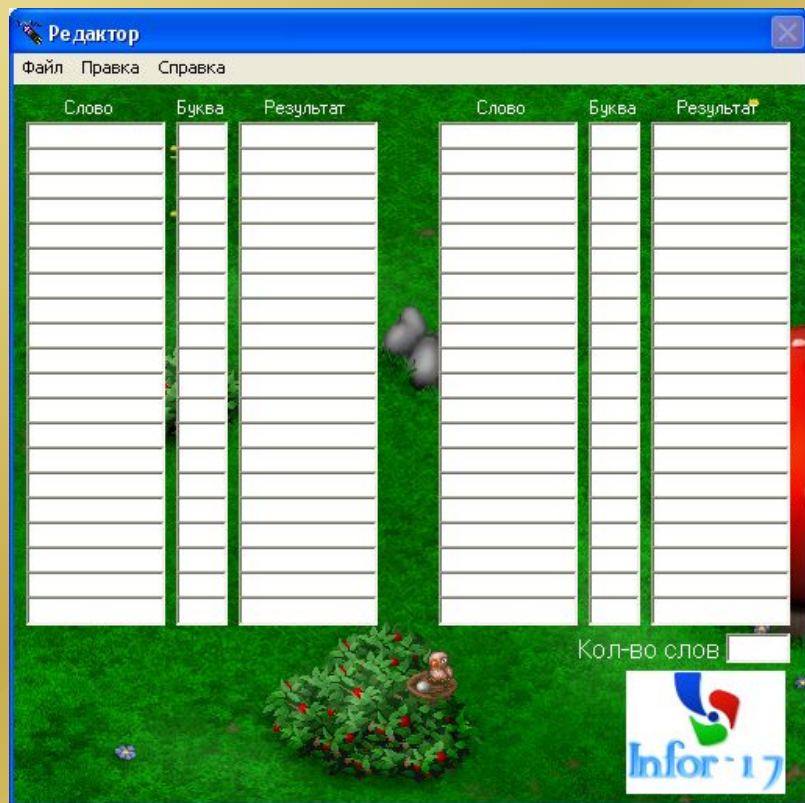 Редактор
Файл Правка Справка
Слово Буква Результат Слово Буква Результат
Кол-во слов
Infor-17